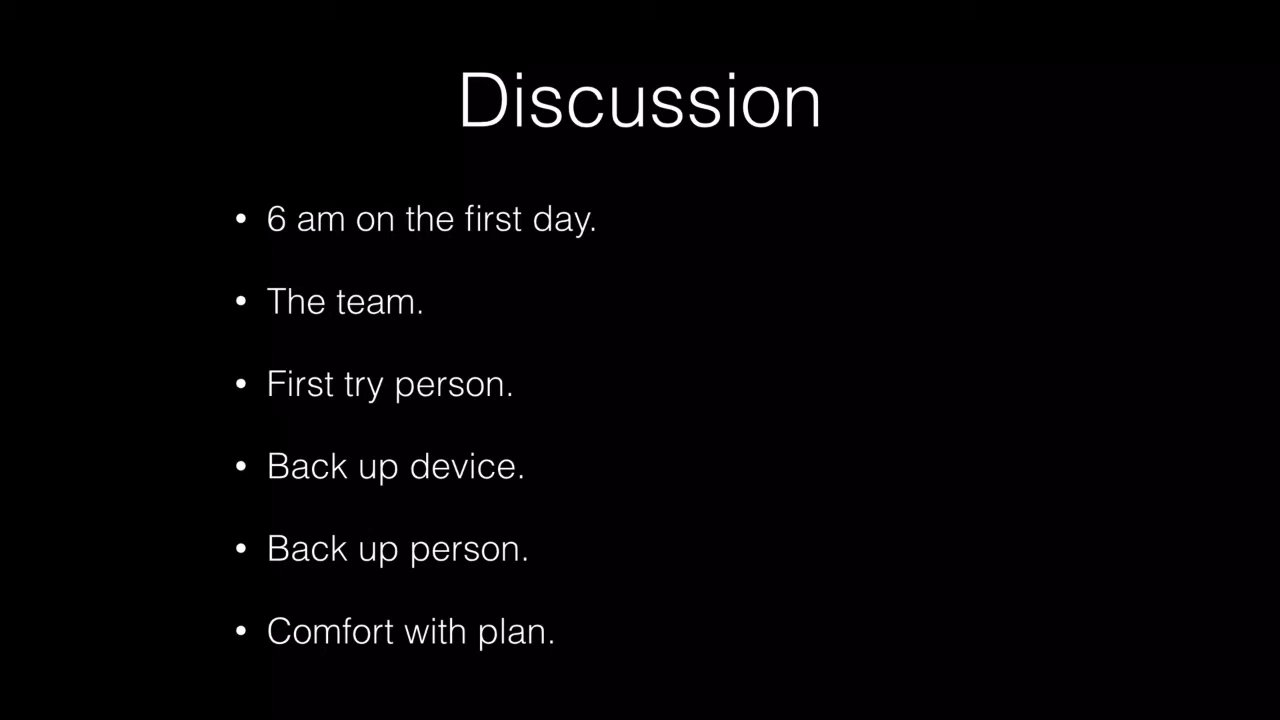 Discussion
• 6 am on the first day.
• The team.
• First try person.
• Back up device.
• Back up person.
• Comfort with plan.